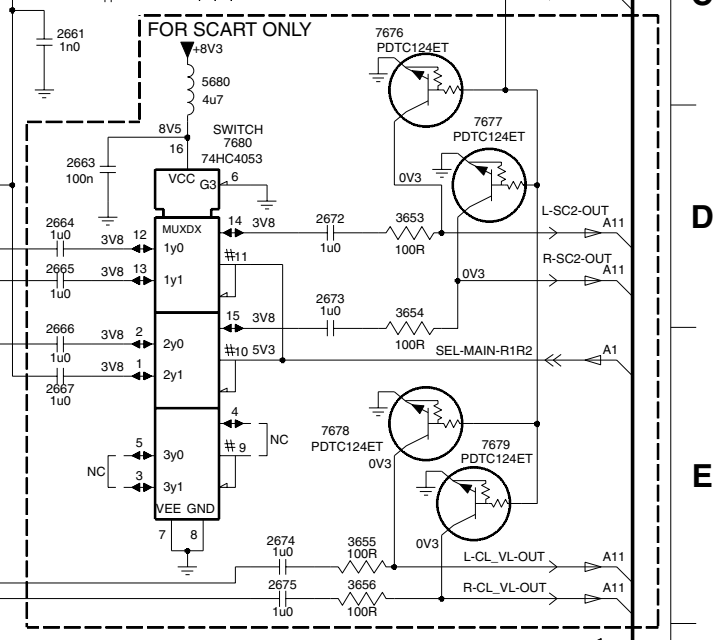 2661
1n0
FOR SCART ONLY
+8V3
5680
4u7
8V5
16
SWITCH
7680
74HC4053
2663
100n
VCC
G3
6
7676
PDTC124ET
7677
PDTC124ET
0V3
D
L-SC2-OUT
A11
2664
1u0
3V8
12
MUXDX
1y0
14
3V8
2672
1u0
3653
100R
2665
1u0
3V8
13
1y1
#11
R-SC2-OUT
A11
0V3
2673
1u0
3654
100R
15
3V8
2666
1u0
3V8
2
2y0
#10
5V3
SEL-MAIN-R1R2
A1
2667
1u0
3V8
1
2y1
4
NC
#9
5
3y0
NC
3
3y1
7678
PDTC124ET
0V3
7679
PDTC124ET
E
VEE GND
7
8
0V3
2674
1u0
3655
100R
L-CL_VL-OUT
A11
2675
1u0
3656
100R
R-CL_VL-OUT
A11